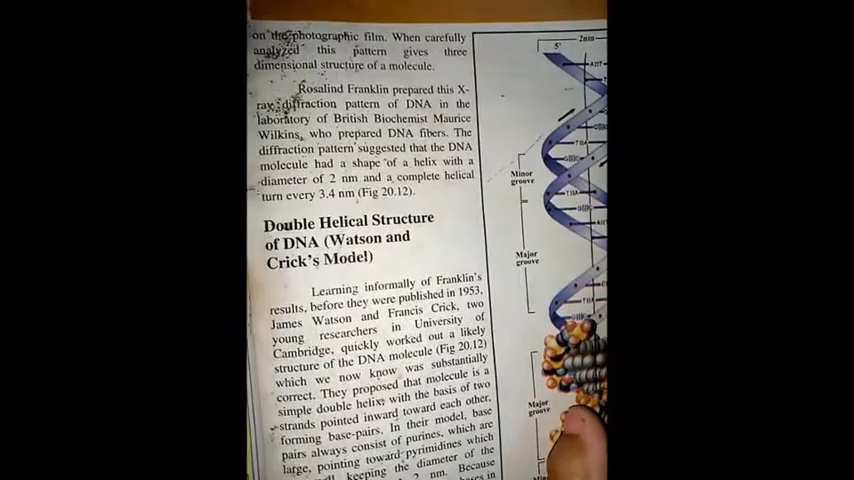 on the photographic film. When carefully
analyzed this pattern gives three
dimensional structure of a molecule.
Rosalind Franklin prepared this X-
ray diffraction pattern of DNA in the
laboratory of British Biochemist Maurice
Wilkins, who prepared DNA fibers. The
diffraction pattern suggested that the DNA
molecule had a shape of a helix with a
diameter of 2 nm and a complete helical
turn every 3.4 nm (Fig 20.12).
Double Helical Structure
of DNA (Watson and
Crick's Model)
Learning informally of Franklin's
results, before they were published in 1953,
James Watson and Francis Crick, two
young researchers in University of
Cambridge, quickly worked out a likely
structure of the DNA molecule (Fig 20.12)
which we now know was substantially
correct. They proposed that molecule is a
simple double helix, with the basis of two
strands pointed inward toward each other,
forming base-pairs. In their model, base
pairs always consist of purines, which are
large, pointing toward pyrimidines which
keeping the diameter of the
2 nm. Because
in
2nm
5'
Minor
groove
Major
groove
Major
groove